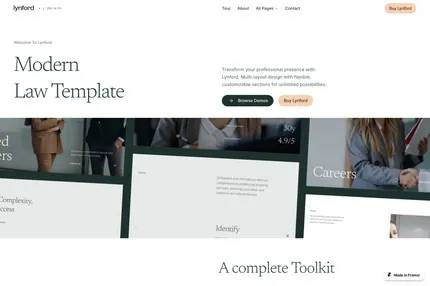 lynford
Tour
About
All Pages
Contact
Buy Lynford
Welcome To Lynford
Modern
Law Template
Transform your professional presence with
Lynford. Multi layout design with flexible,
customizable sections for unlimited possibilities.
Browse Demos
Buy Lynford
30y
4.9/5
Careers
Complexity,
Identify
A complete Toolkit
Made in Framer